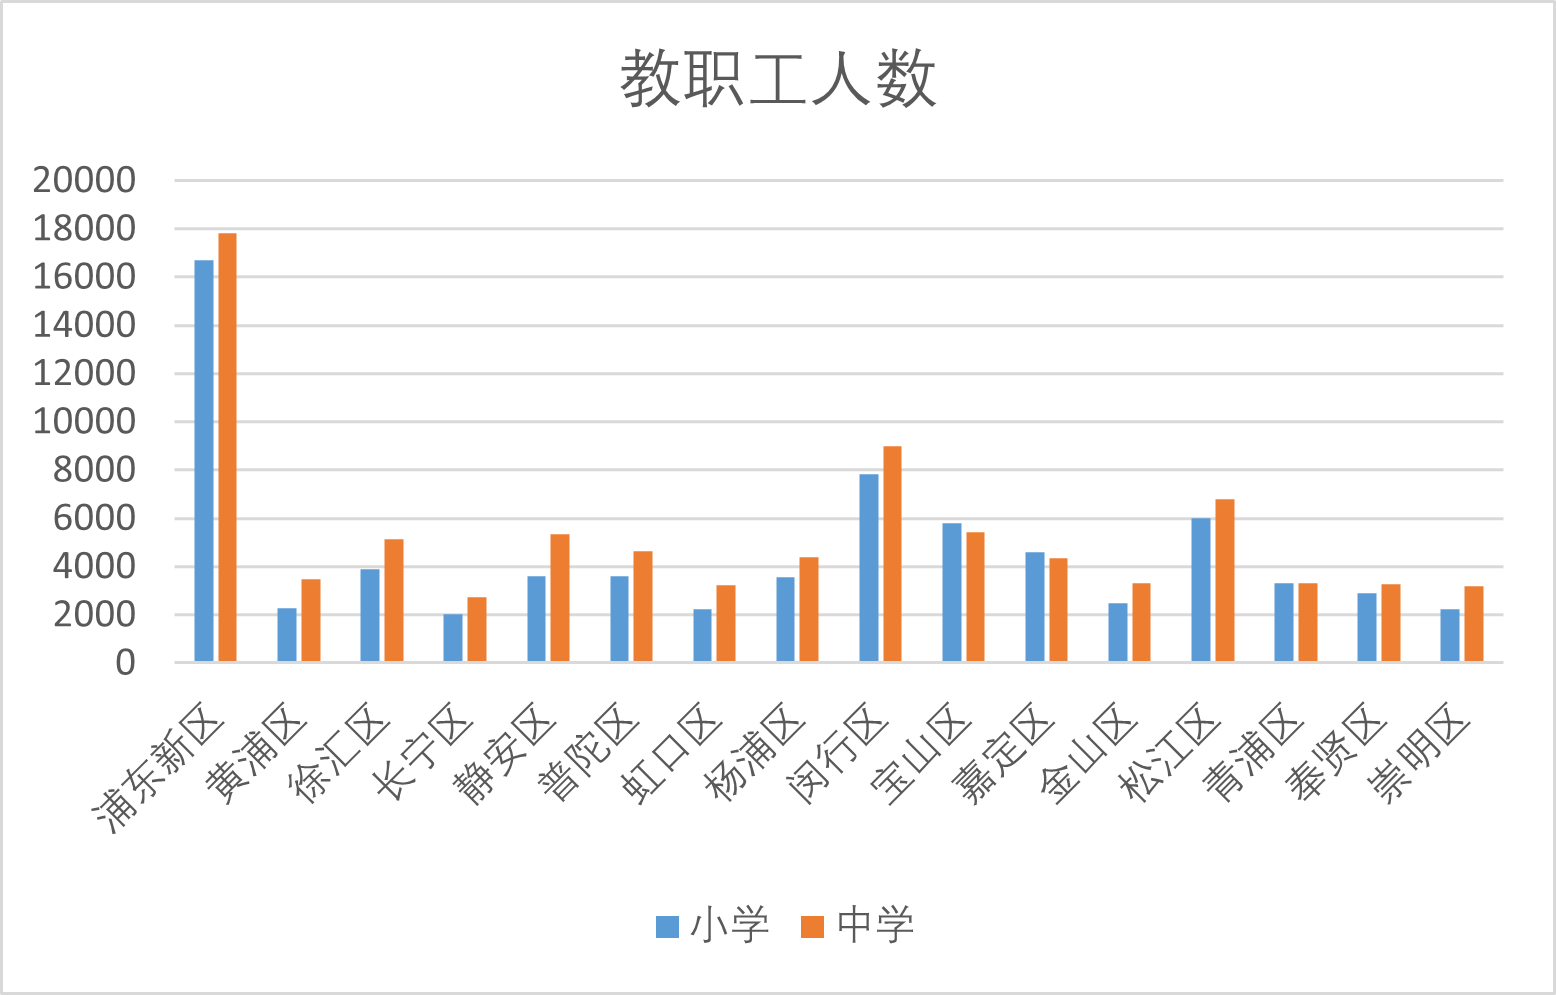 教职工人数
20000
18000
16000
14000
12000
10000
8000
6000
4000
2000
0
浦东新区
黄浦区
徐汇区
长宁区
静安区
普陀区
虹口区
杨浦区
闵行区
宝山区
嘉定区
金山区
松江区
青浦区
奉贤区
崇明区
小学 中学